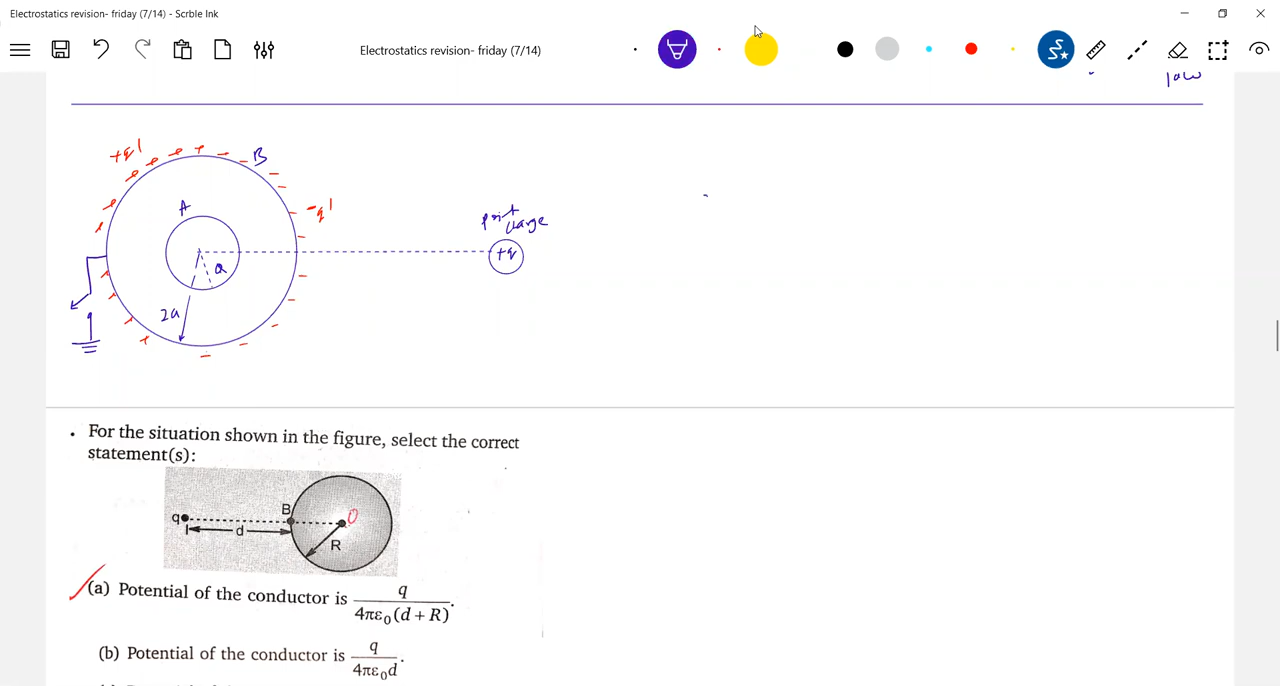 Electrostatics revision- friday (7/14) - Scrble Ink
Electrostatics revision- friday (7/14)
law
+q'
B
A
-q'
point charge
+q
a
2a
• For the situation shown in the figure, select the correct
statement(s):
q
B
O
d
R
(a) Potential of the conductor is q / 4πε₀(d + R).
(b) Potential of the conductor is q / 4πε₀d.